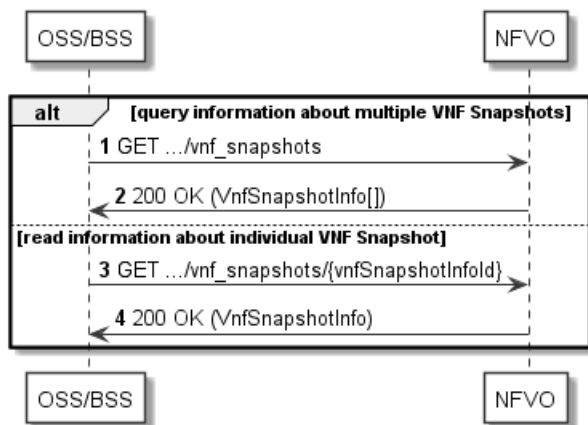 OSS/BSS NFVO
alt [query information about multiple VNF Snapshots]
1 GET .../vnf_snapshots
2 200 OK (VnfSnapshotInfo[])
[read information about individual VNF Snapshot]
3 GET .../vnf_snapshots/{vnfSnapshotInfoId}
4 200 OK (VnfSnapshotInfo)
OSS/BSS NFVO